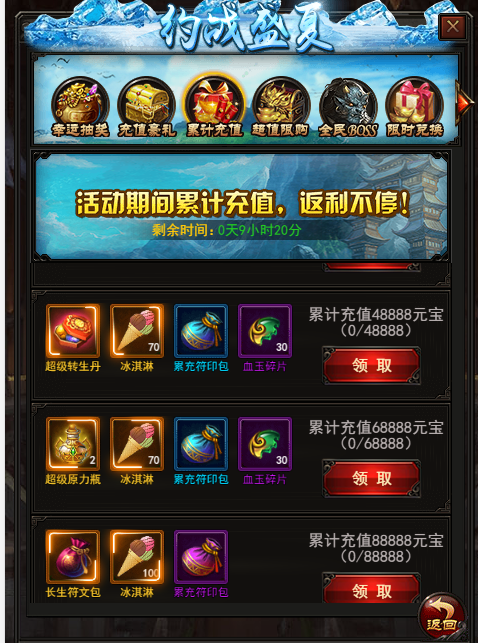 约战盛夏
幸运抽奖 充值豪礼 累计充值 超值限购 全民BOSS 限时兑换
活动期间累计充值，返利不停！
剩余时间：0天9小时20分
累计充值48888元宝
（0/48888）
70 30
超级转生丹 冰淇淋 累充符印包 血玉碎片
领取
累计充值68888元宝
（0/68888）
2 70 30
超级原力瓶 冰淇淋 累充符印包 血玉碎片
领取
累计充值88888元宝
（0/88888）
100
长生符文包 冰淇淋 累充符印包
领取
返回